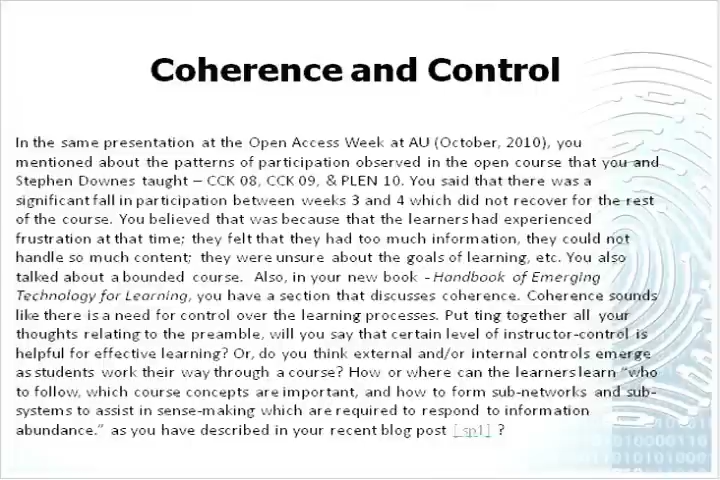 Coherence and Control
In the same presentation at the Open Access Week at AU (October, 2010), you
mentioned about the patterns of participation observed in the open course that you and
Stephen Downes taught – CCK 08, CCK 09, & PLEN 10. You said that there was a
significant fall in participation between weeks 3 and 4 which did not recover for the rest
of the course. You believed that was because that the learners had experienced
frustration at that time; they felt that they had too much information, they could not
handle so much content; they were unsure about the goals of learning, etc. You also
talked about a bounded course. Also, in your new book - Handbook of Emerging
Technology for Learning, you have a section that discusses coherence. Coherence sounds
like there is a need for control over the learning processes. Put ting together all your
thoughts relating to the preamble, will you say that certain level of instructor-control is
helpful for effective learning? Or, do you think external and/or internal controls emerge
as students work their way through a course? How or where can the learners learn "who
to follow, which course concepts are important, and how to form sub-networks and sub-
systems to assist in sense-making which are required to respond to information
abundance." as you have described in your recent blog post [sp1] ?